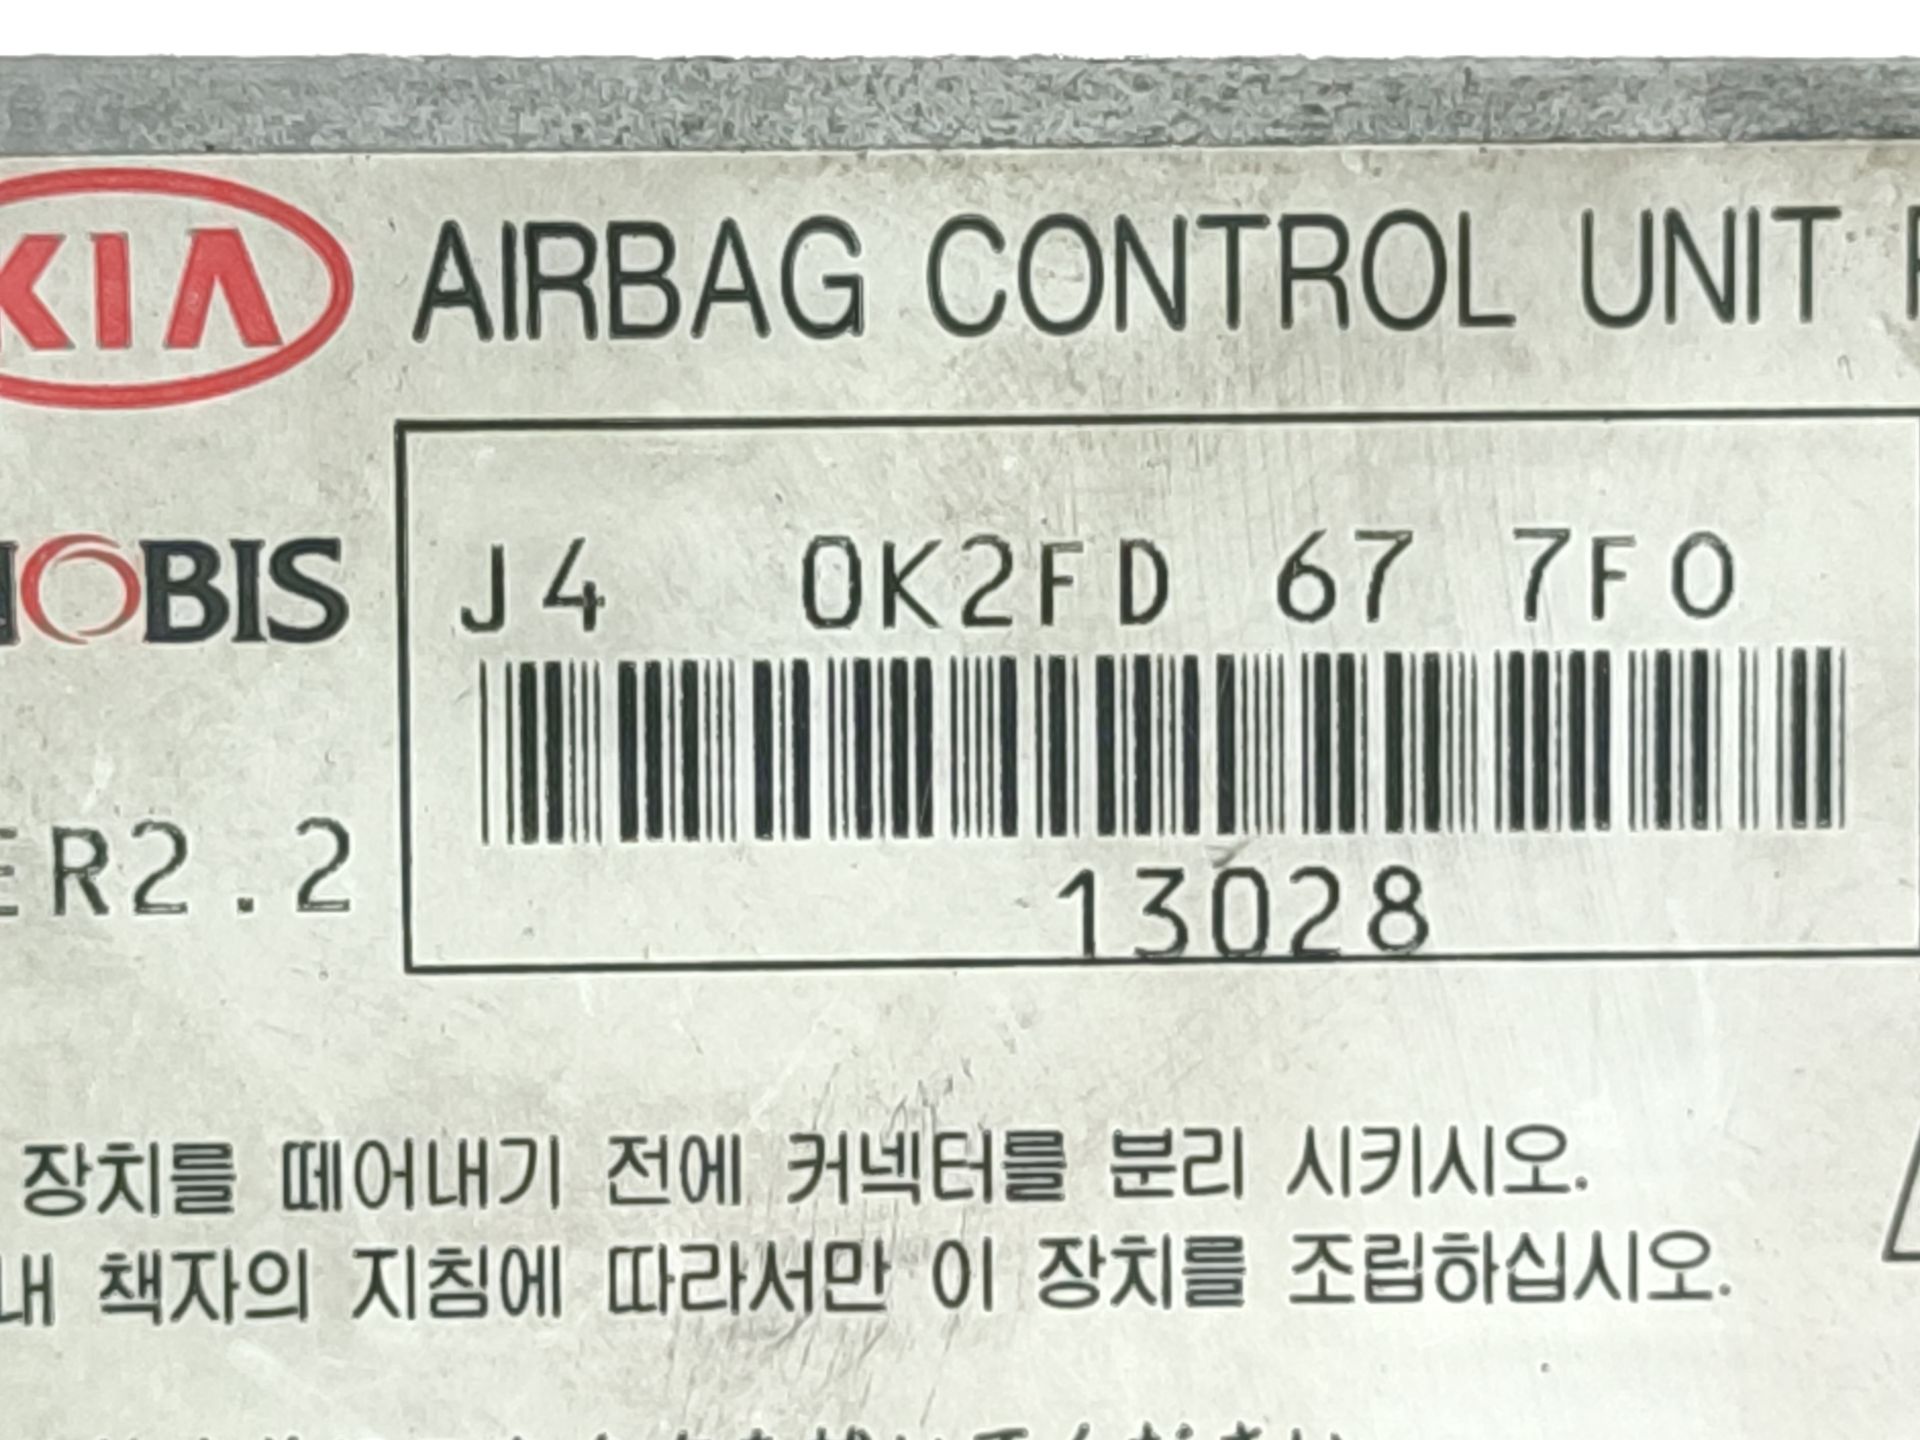 KIA AIRBAG CONTROL UNIT
MOBIS
J4 0K2FD 67 7F0
ER2.2
13028
장치를 떼어내기 전에 커넥터를 분리 시키시오.
내 책자의 지침에 따라서만 이 장치를 조립하십시오.